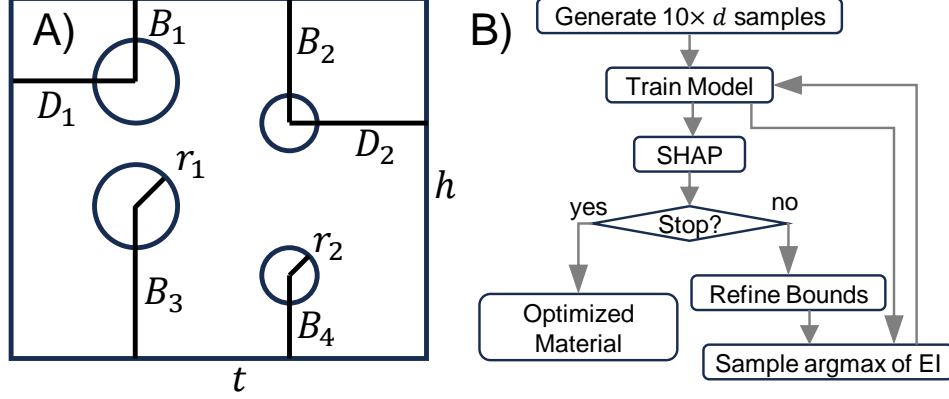 A)
B₁
B₂
D₁
D₂
r₁
h
r₂
B₃
B₄
t
B)
Generate 10× d samples
Train Model
SHAP
yes
no
Stop?
Refine Bounds
Optimized
Material
Sample argmax of EI